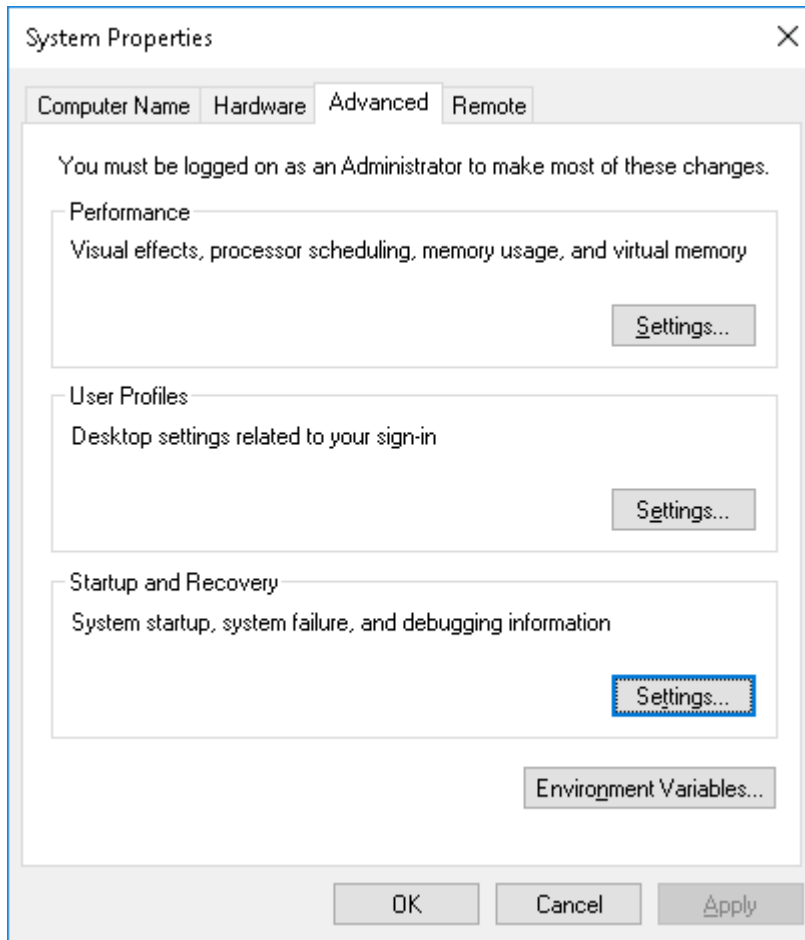 System Properties
Computer Name Hardware Advanced Remote
You must be logged on as an Administrator to make most of these changes.
Performance
Visual effects, processor scheduling, memory usage, and virtual memory
Settings...
User Profiles
Desktop settings related to your sign-in
Settings...
Startup and Recovery
System startup, system failure, and debugging information
Settings...
Environment Variables...
OK Cancel Apply